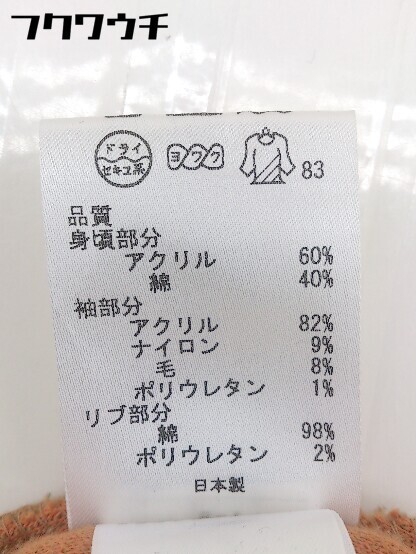 フクワウチ
ドライ
セキユ系
ヨワク
83
品質
身頃部分
アクリル 60%
綿 40%
袖部分
アクリル 82%
ナイロン 9%
毛 8%
ポリウレタン 1%
リブ部分
綿 98%
ポリウレタン 2%
日本製